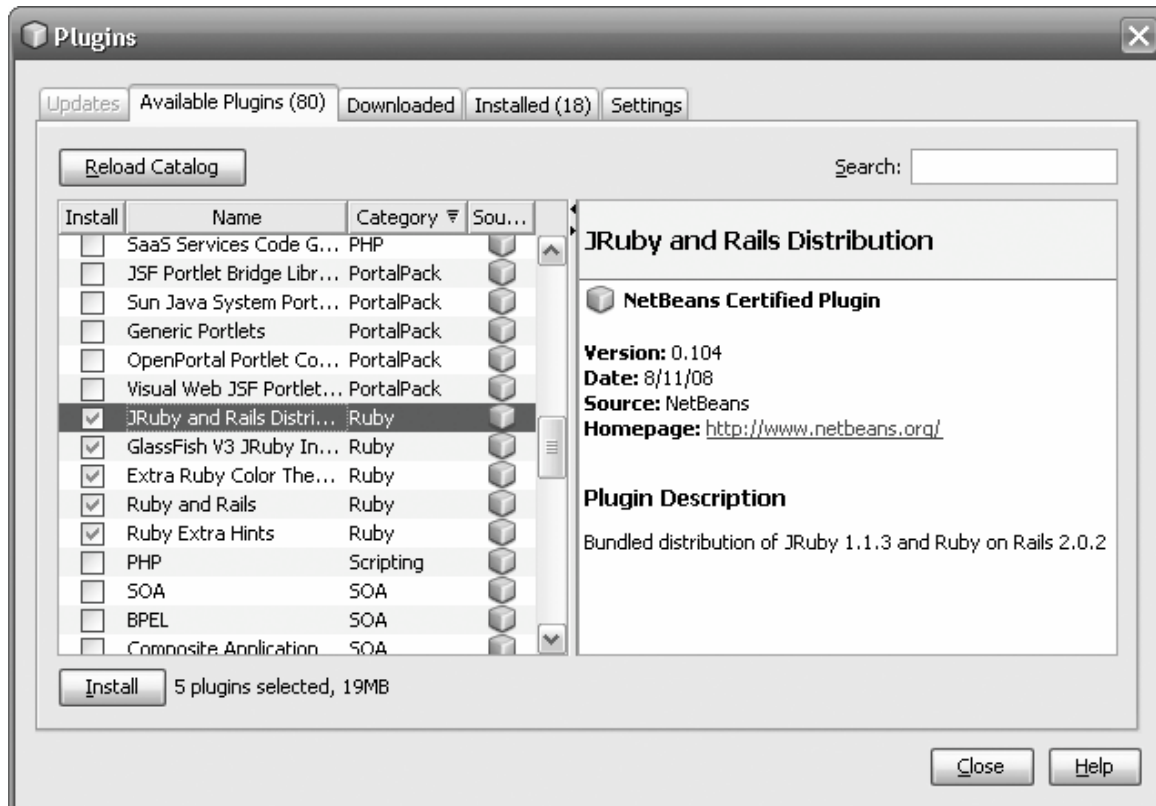 Plugins
Updates Available Plugins (80) Downloaded Installed (18) Settings
Reload Catalog Search:
Install Name Category Sou...
SaaS Services Code G... PHP
JSF Portlet Bridge Libr... PortalPack
Sun Java System Port... PortalPack
Generic Portlets PortalPack
OpenPortal Portlet Co... PortalPack
Visual Web JSF Portlet... PortalPack
JRuby and Rails Distri... Ruby
GlassFish V3 JRuby In... Ruby
Extra Ruby Color The... Ruby
Ruby and Rails Ruby
Ruby Extra Hints Ruby
PHP Scripting
SOA SOA
BPEL SOA
Composite Application SOA
JRuby and Rails Distribution
NetBeans Certified Plugin
Version: 0.104
Date: 8/11/08
Source: NetBeans
Homepage: http://www.netbeans.org/
Plugin Description
Bundled distribution of JRuby 1.1.3 and Ruby on Rails 2.0.2
Install 5 plugins selected, 19MB
Close Help